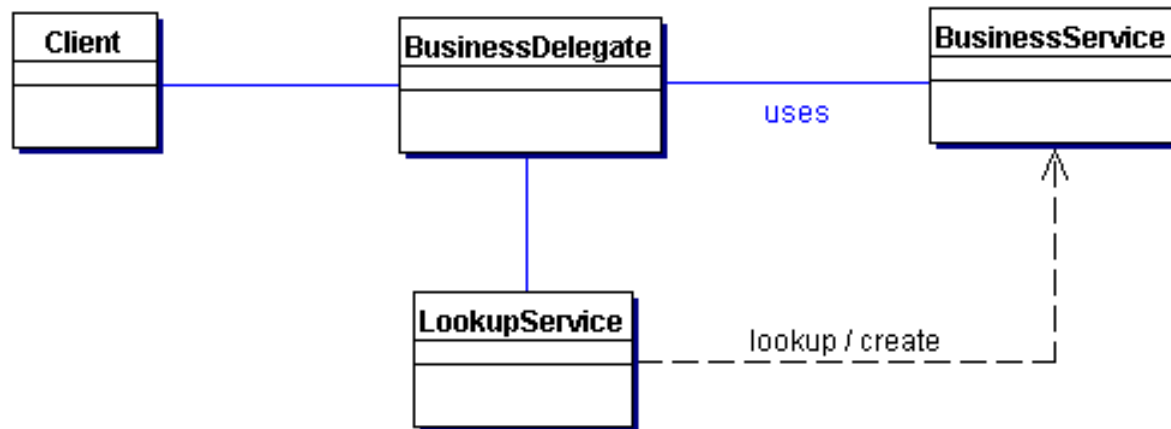 Client
BusinessDelegate
BusinessService
uses
LookupService
lookup / create